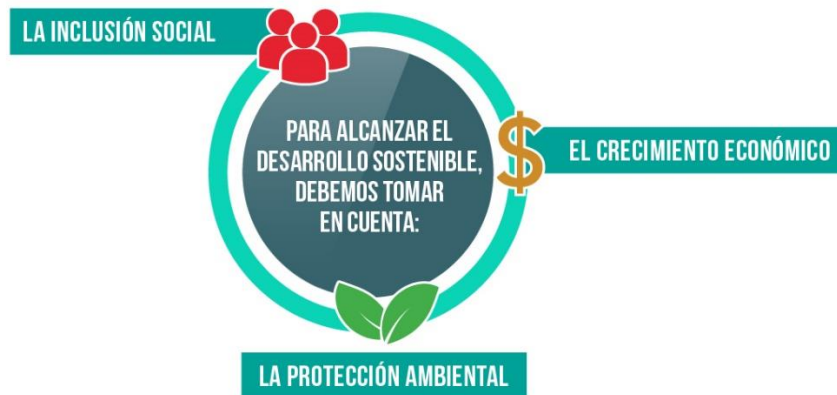 LA INCLUSIÓN SOCIAL
PARA ALCANZAR EL
DESARROLLO SOSTENIBLE,
DEBEMOS TOMAR
EN CUENTA:
$
EL CRECIMIENTO ECONÓMICO
LA PROTECCIÓN AMBIENTAL